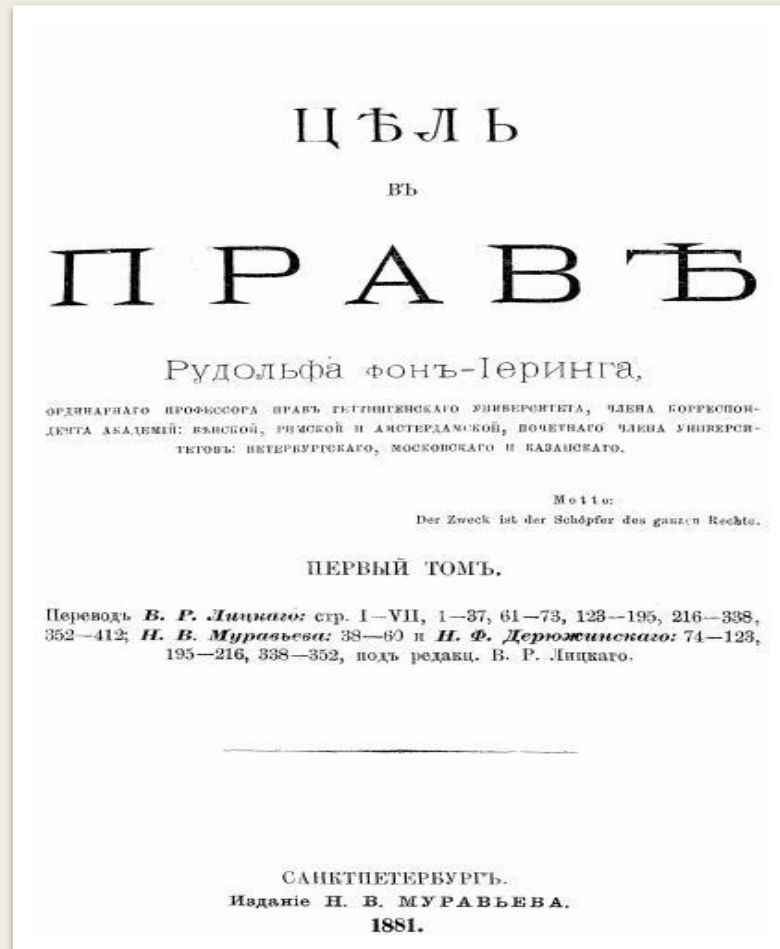 ЦѢЛЬ
ВЪ
ПРАВѢ
Рудольфа фонъ-Іеринга,
ОРДИНАРНАГО ПРОФЕССОРА ПРАВЪ ГЕТТИНГЕНСКАГО УНИВЕРСИТЕТА, ЧЛЕНА КОРРЕСПОН-
ДЕНТА АКАДЕМІЙ: ВѢНСКОЙ, РИМСКОЙ И АМСТЕРДАМСКОЙ, ПОЧЕТНАГО ЧЛЕНА УНИВЕРСИ-
ТЕТОВЪ: ПЕТЕРБУРГСКАГО, МОСКОВСКАГО И КАЗАНСКАГО.
Motto:
Der Zweck ist der Schöpfer des ganzen Rechts.
ПЕРВЫЙ ТОМЪ.
Переводъ В. Р. Лицкаго: стр. I—VII, 1—37, 61—73, 123—195, 216—338,
352—412; Н. В. Муравьева: 38—60 и Н. Ф. Дерюжинскаго: 74—123,
195—216, 338—352, подъ редакц. В. Р. Лицкаго.
САНКТПЕТЕРБУРГЪ.
Изданіе Н. В. МУРАВЬЕВА.
1881.